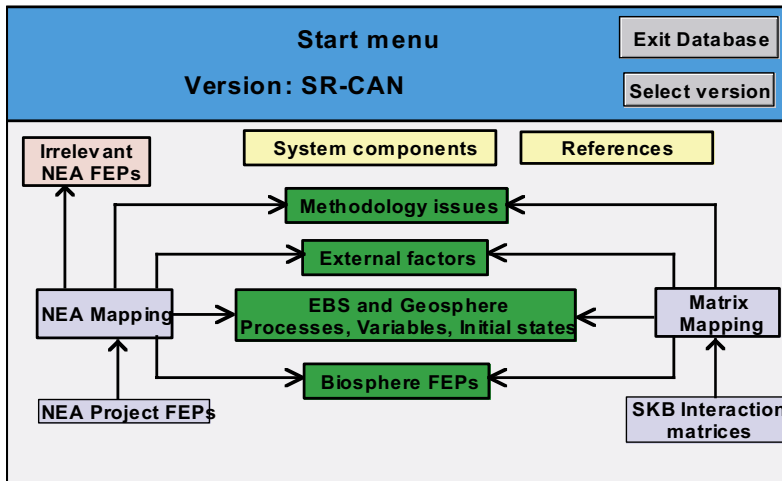 Start menu
Exit Database
Version: SR-CAN
Select version
Irrelevant
NEA FEPs
System components
References
Methodology issues
External factors
NEA Mapping
EBS and Geosphere
Processes, Variables, Initial states
Matrix
Mapping
Biosphere FEPs
NEA Project FEPs
SKB Interaction
matrices